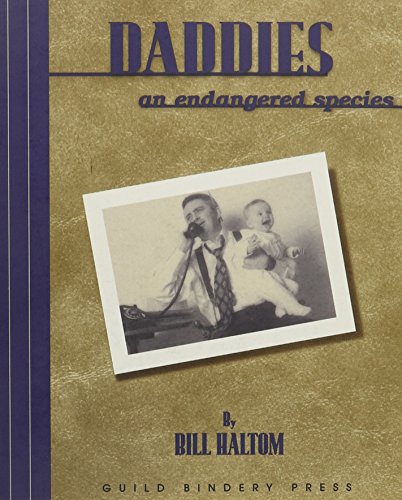 DADDIES
an endangered species
By
BILL HALTOM
GUILD BINDERY PRESS